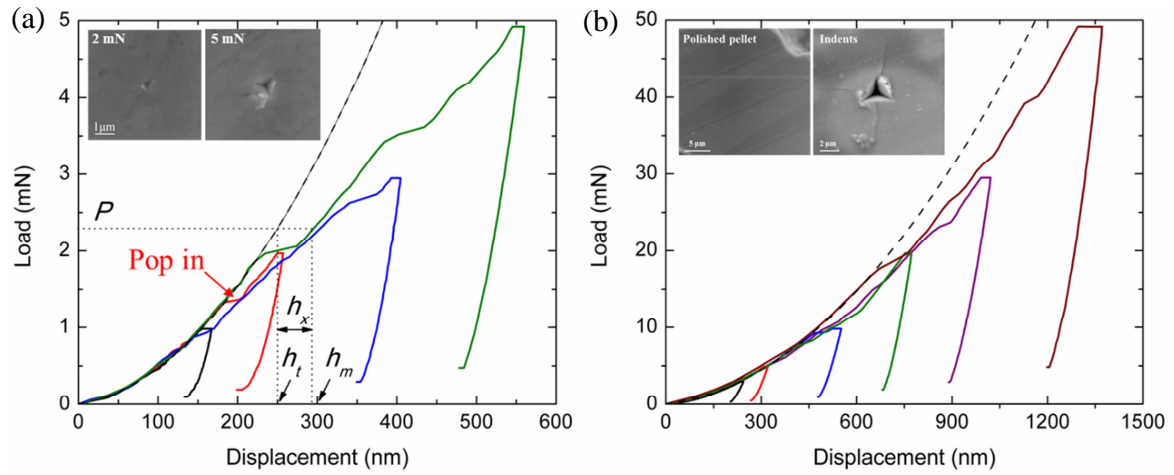 (a)
5
4
3
2
1
0
Load (mN)
2 mN
5 mN
1μm
P
Pop in
h_x
h_t
h_m
0 100 200 300 400 500 600
Displacement (nm)
(b)
50
40
30
20
10
0
Load (mN)
Polished pellet
Indents
5 μm
2 μm
0 300 600 900 1200 1500
Displacement (nm)